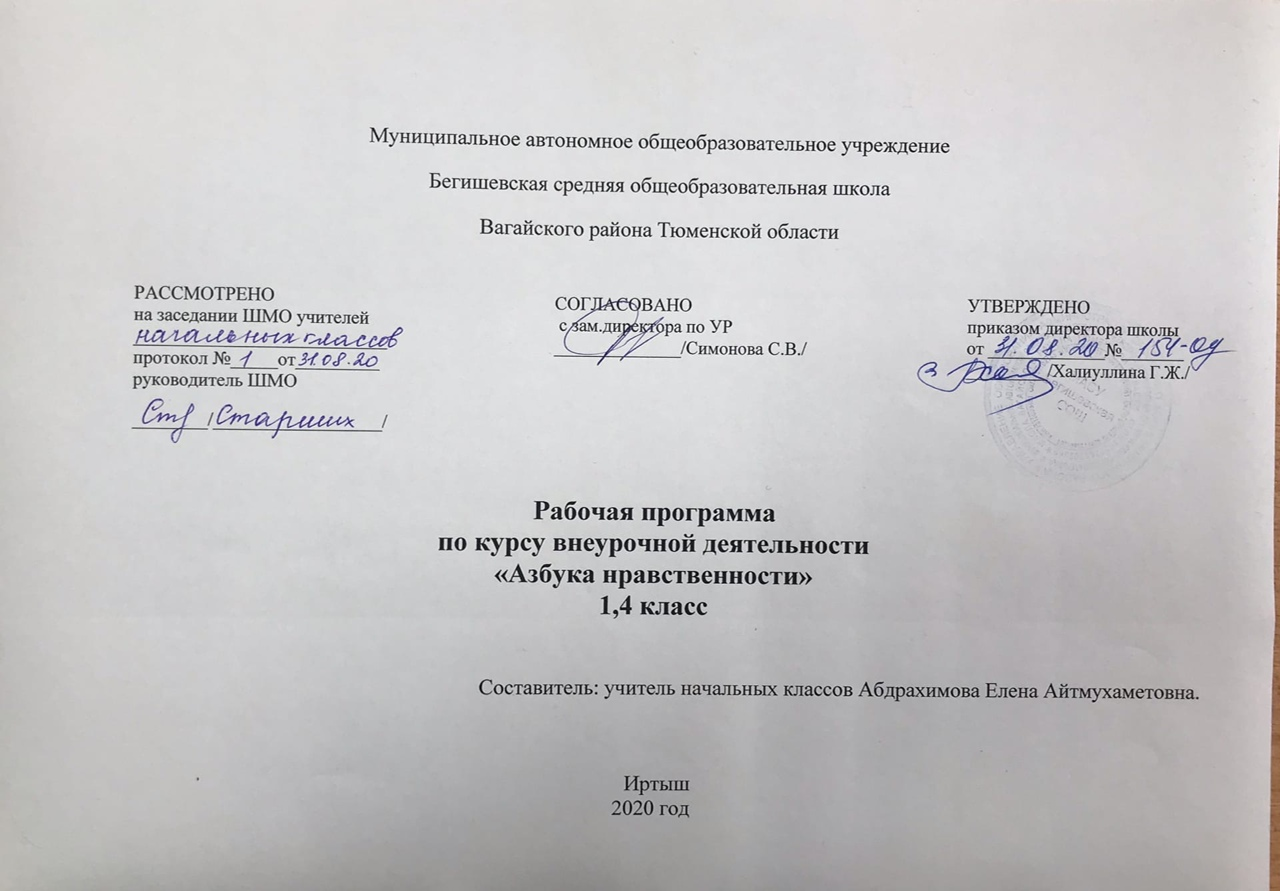 Муниципальное автономное общеобразовательное учреждение
Бегишевская средняя общеобразовательная школа
Вагайского района Тюменской области
РАССМОТРЕНО
на заседании ШМО учителей
начальных классов
протокол № 1 от 31.08.20
руководитель ШМО
/Старших /
СОГЛАСОВАНО
с зам.директора по УР
/Симонова С.В./
УТВЕРЖДЕНО
приказом директора школы
от 31.08.20 № 154-од
/Халиуллина Г.Ж./
СОШ
Рабочая программа
по курсу внеурочной деятельности
«Азбука нравственности»
1,4 класс
Составитель: учитель начальных классов Абдрахимова Елена Айтмухаметовна.
Иртыш
2020 год